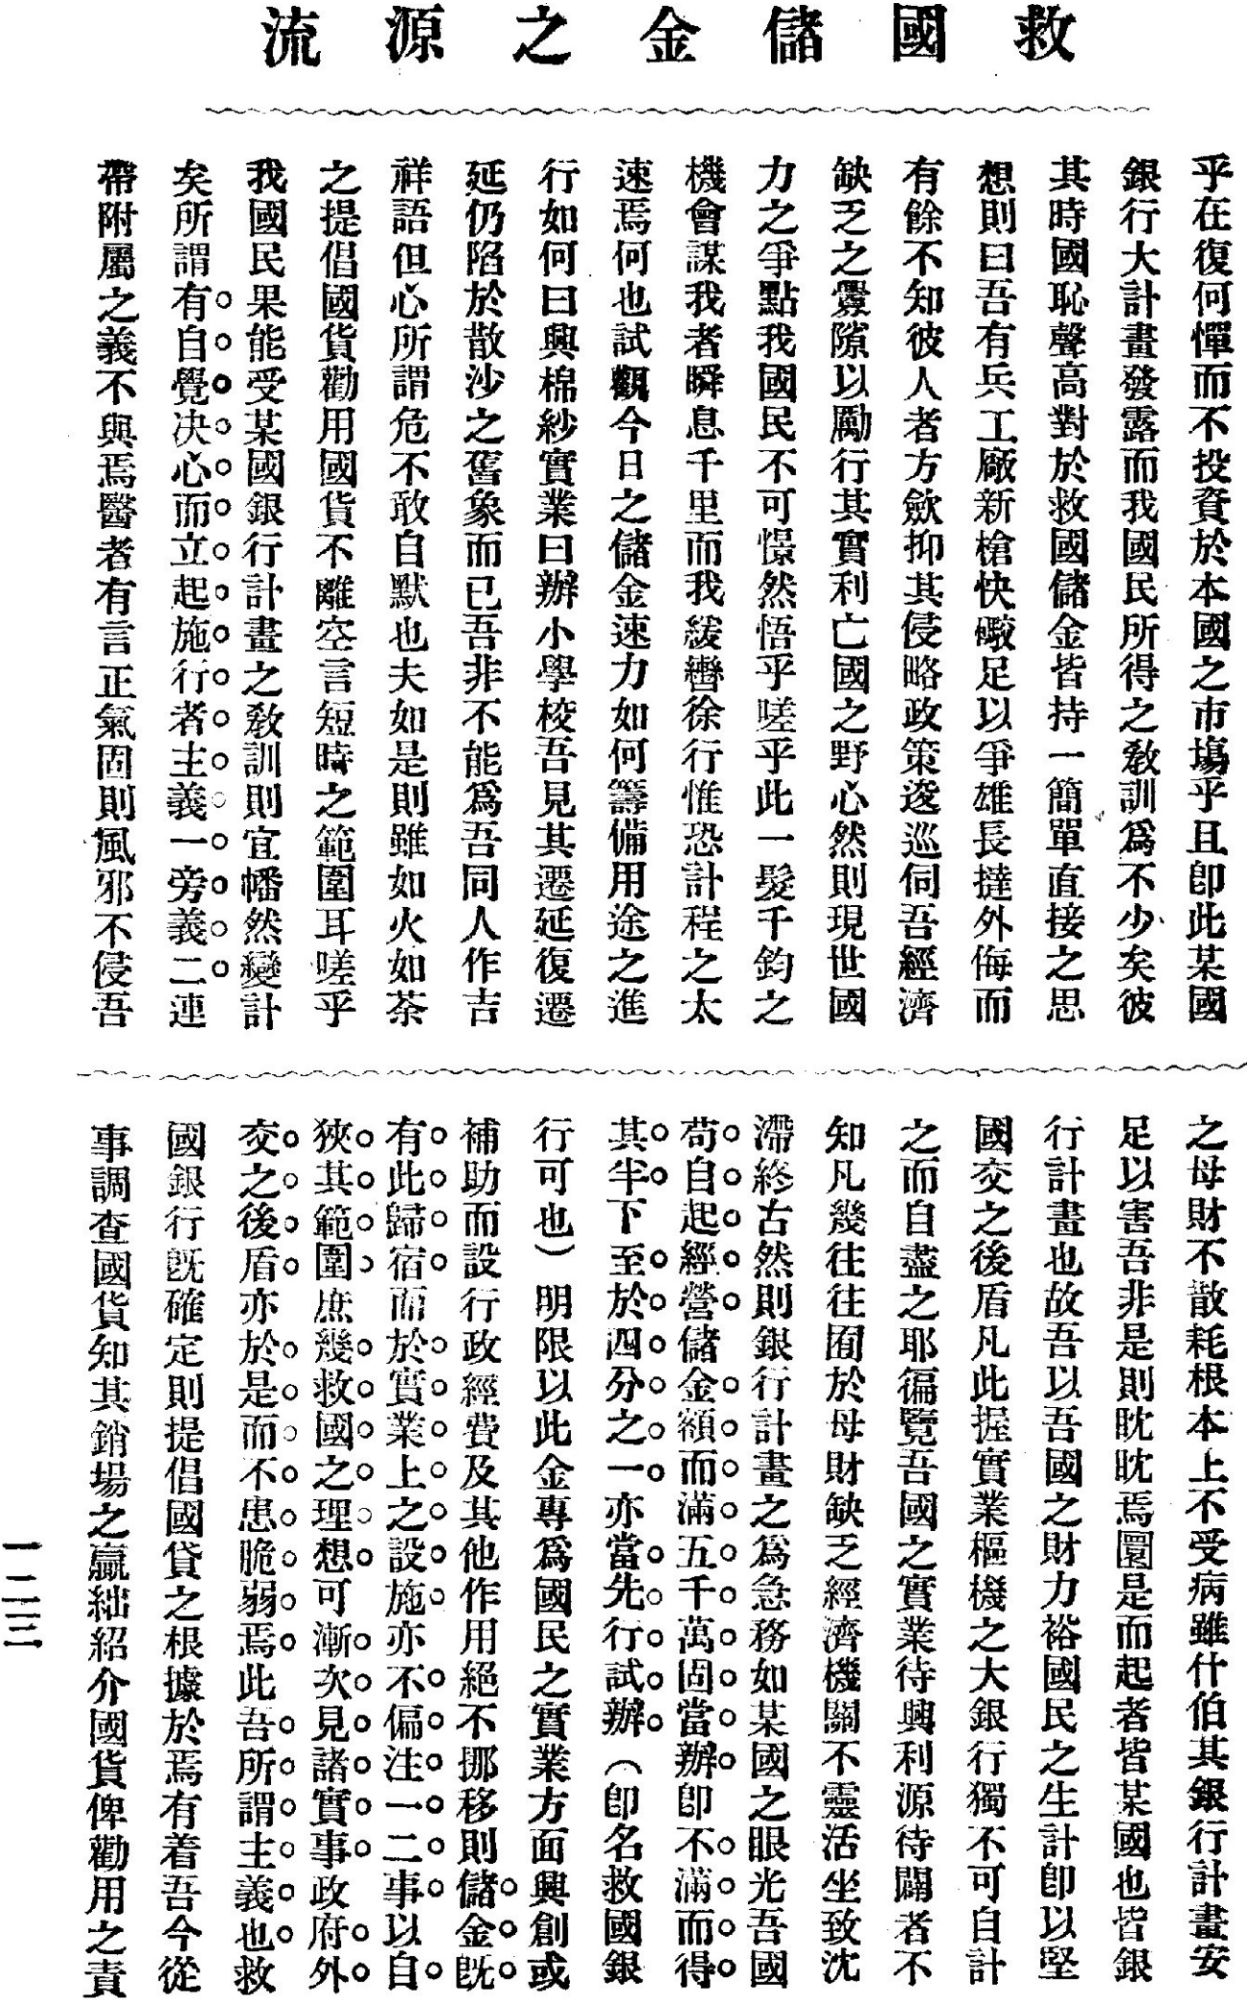 救國儲金之源流
乎在復何憚而不投資於本國之市場乎且卽此某國
銀行大計畫發露而我國民所得之敎訓爲不少矣彼
其時國恥聲高對於救國儲金皆持一簡單直接之思
想則曰吾有兵工廠新槍快礮足以爭雄長撻外侮而
有餘不知彼人者方歛抑其侵略政策逡巡伺吾經濟
缺乏之釁隙以勵行其實利亡國之野心然則現世國
力之爭點我國民不可憬然悟乎嗟乎此一髮千鈞之
機會謀我者瞬息千里而我緩轡徐行惟恐計程之太
速焉何也試觀今日之儲金速力如何籌備用途之進
行如何曰興棉紗實業曰辦小學校吾見其遷延復遷
延仍陷於散沙之舊象而已吾非不能爲吾同人作吉
祥語但心所謂危不敢自默也夫如是則雖如火如荼
之提倡國貨勸用國貨不離空言短時之範圍耳嗟乎
我國民果能受某國銀行計畫之敎訓則宜幡然變計
矣所謂有自覺决心而立起施行者主義一旁義二連
帶附屬之義不與焉醫者有言正氣固則風邪不侵吾
之母財不散耗根本上不受病雖什伯其銀行計畫安
足以害吾非是則眈眈焉圜是而起者皆某國也皆銀
行計畫也故吾以吾國之財力裕國民之生計卽以堅
國交之後盾凡此握實業樞機之大銀行獨不可自計
之而自盡之耶徧覽吾國之實業待興利源待闢者不
知凡幾往往囿於母財缺乏經濟機關不靈活坐致沈
滯終古然則銀行計畫之爲急務如某國之眼光吾國
苟自起經營儲金額而滿五千萬固當辦卽不滿而得
其半下至於四分之一亦當先行試辦（卽名救國銀
行可也）明限以此金專爲國民之實業方面興創或
補助而設行政經費及其他作用絕不挪移則儲金旣
有此歸宿而於實業上之設施亦不偏注一二事以自
狹其範圍庶幾救國之理想可漸次見諸實事政府外
交之後盾亦於是而不患脆弱焉此吾所謂主義也救
國銀行旣確定則提倡國貸之根據於焉有着吾今從
事調查國貨知其銷場之贏絀紹介國貨俾勸用之責
一二三